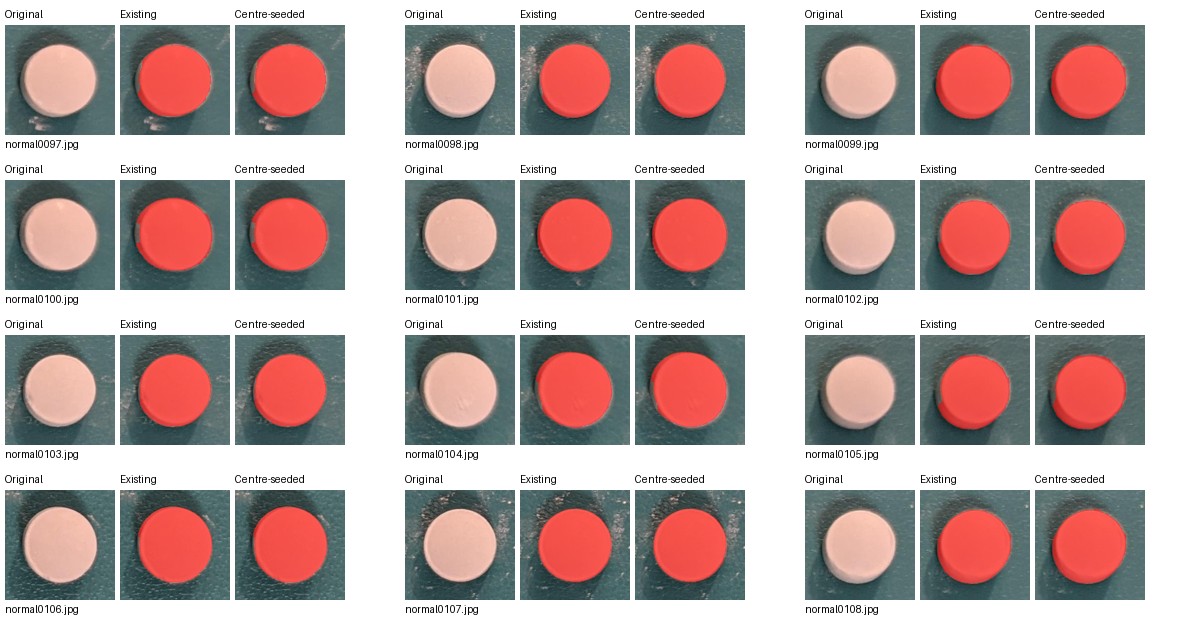 Original Existing Centre-seeded Original Existing Centre-seeded Original Existing Centre-seeded
normal0097.jpg normal0098.jpg normal0099.jpg
Original Existing Centre-seeded Original Existing Centre-seeded Original Existing Centre-seeded
normal0100.jpg normal0101.jpg normal0102.jpg
Original Existing Centre-seeded Original Existing Centre-seeded Original Existing Centre-seeded
normal0103.jpg normal0104.jpg normal0105.jpg
Original Existing Centre-seeded Original Existing Centre-seeded Original Existing Centre-seeded
normal0106.jpg normal0107.jpg normal0108.jpg